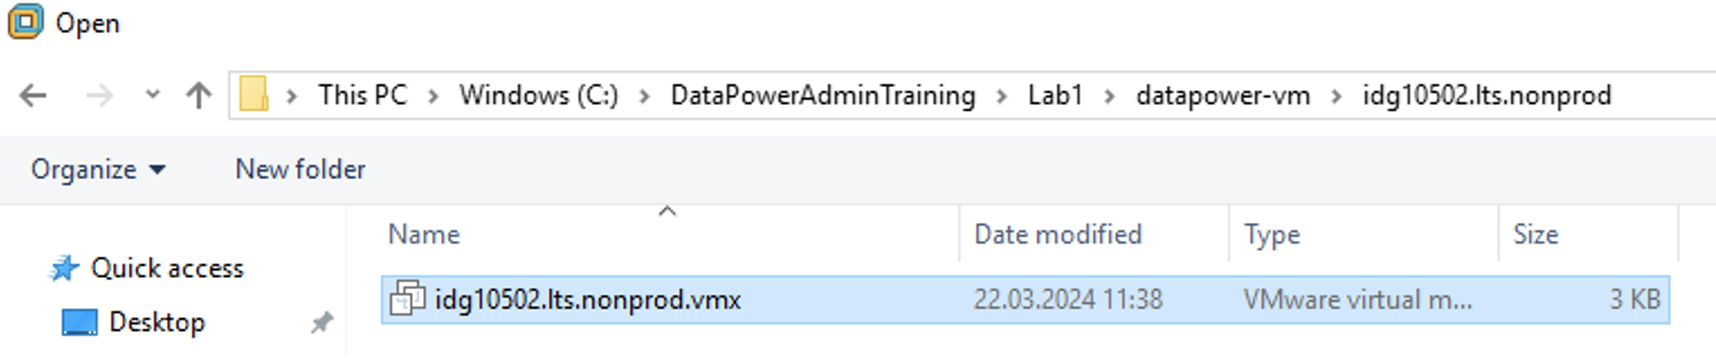 Open
This PC > Windows (C:) > DataPowerAdminTraining > Lab1 > datapower-vm > idg10502.lts.nonprod
Organize New folder
Name Date modified Type Size
Quick access
idg10502.lts.nonprod.vmx 22.03.2024 11:38 VMware virtual m... 3 KB
Desktop